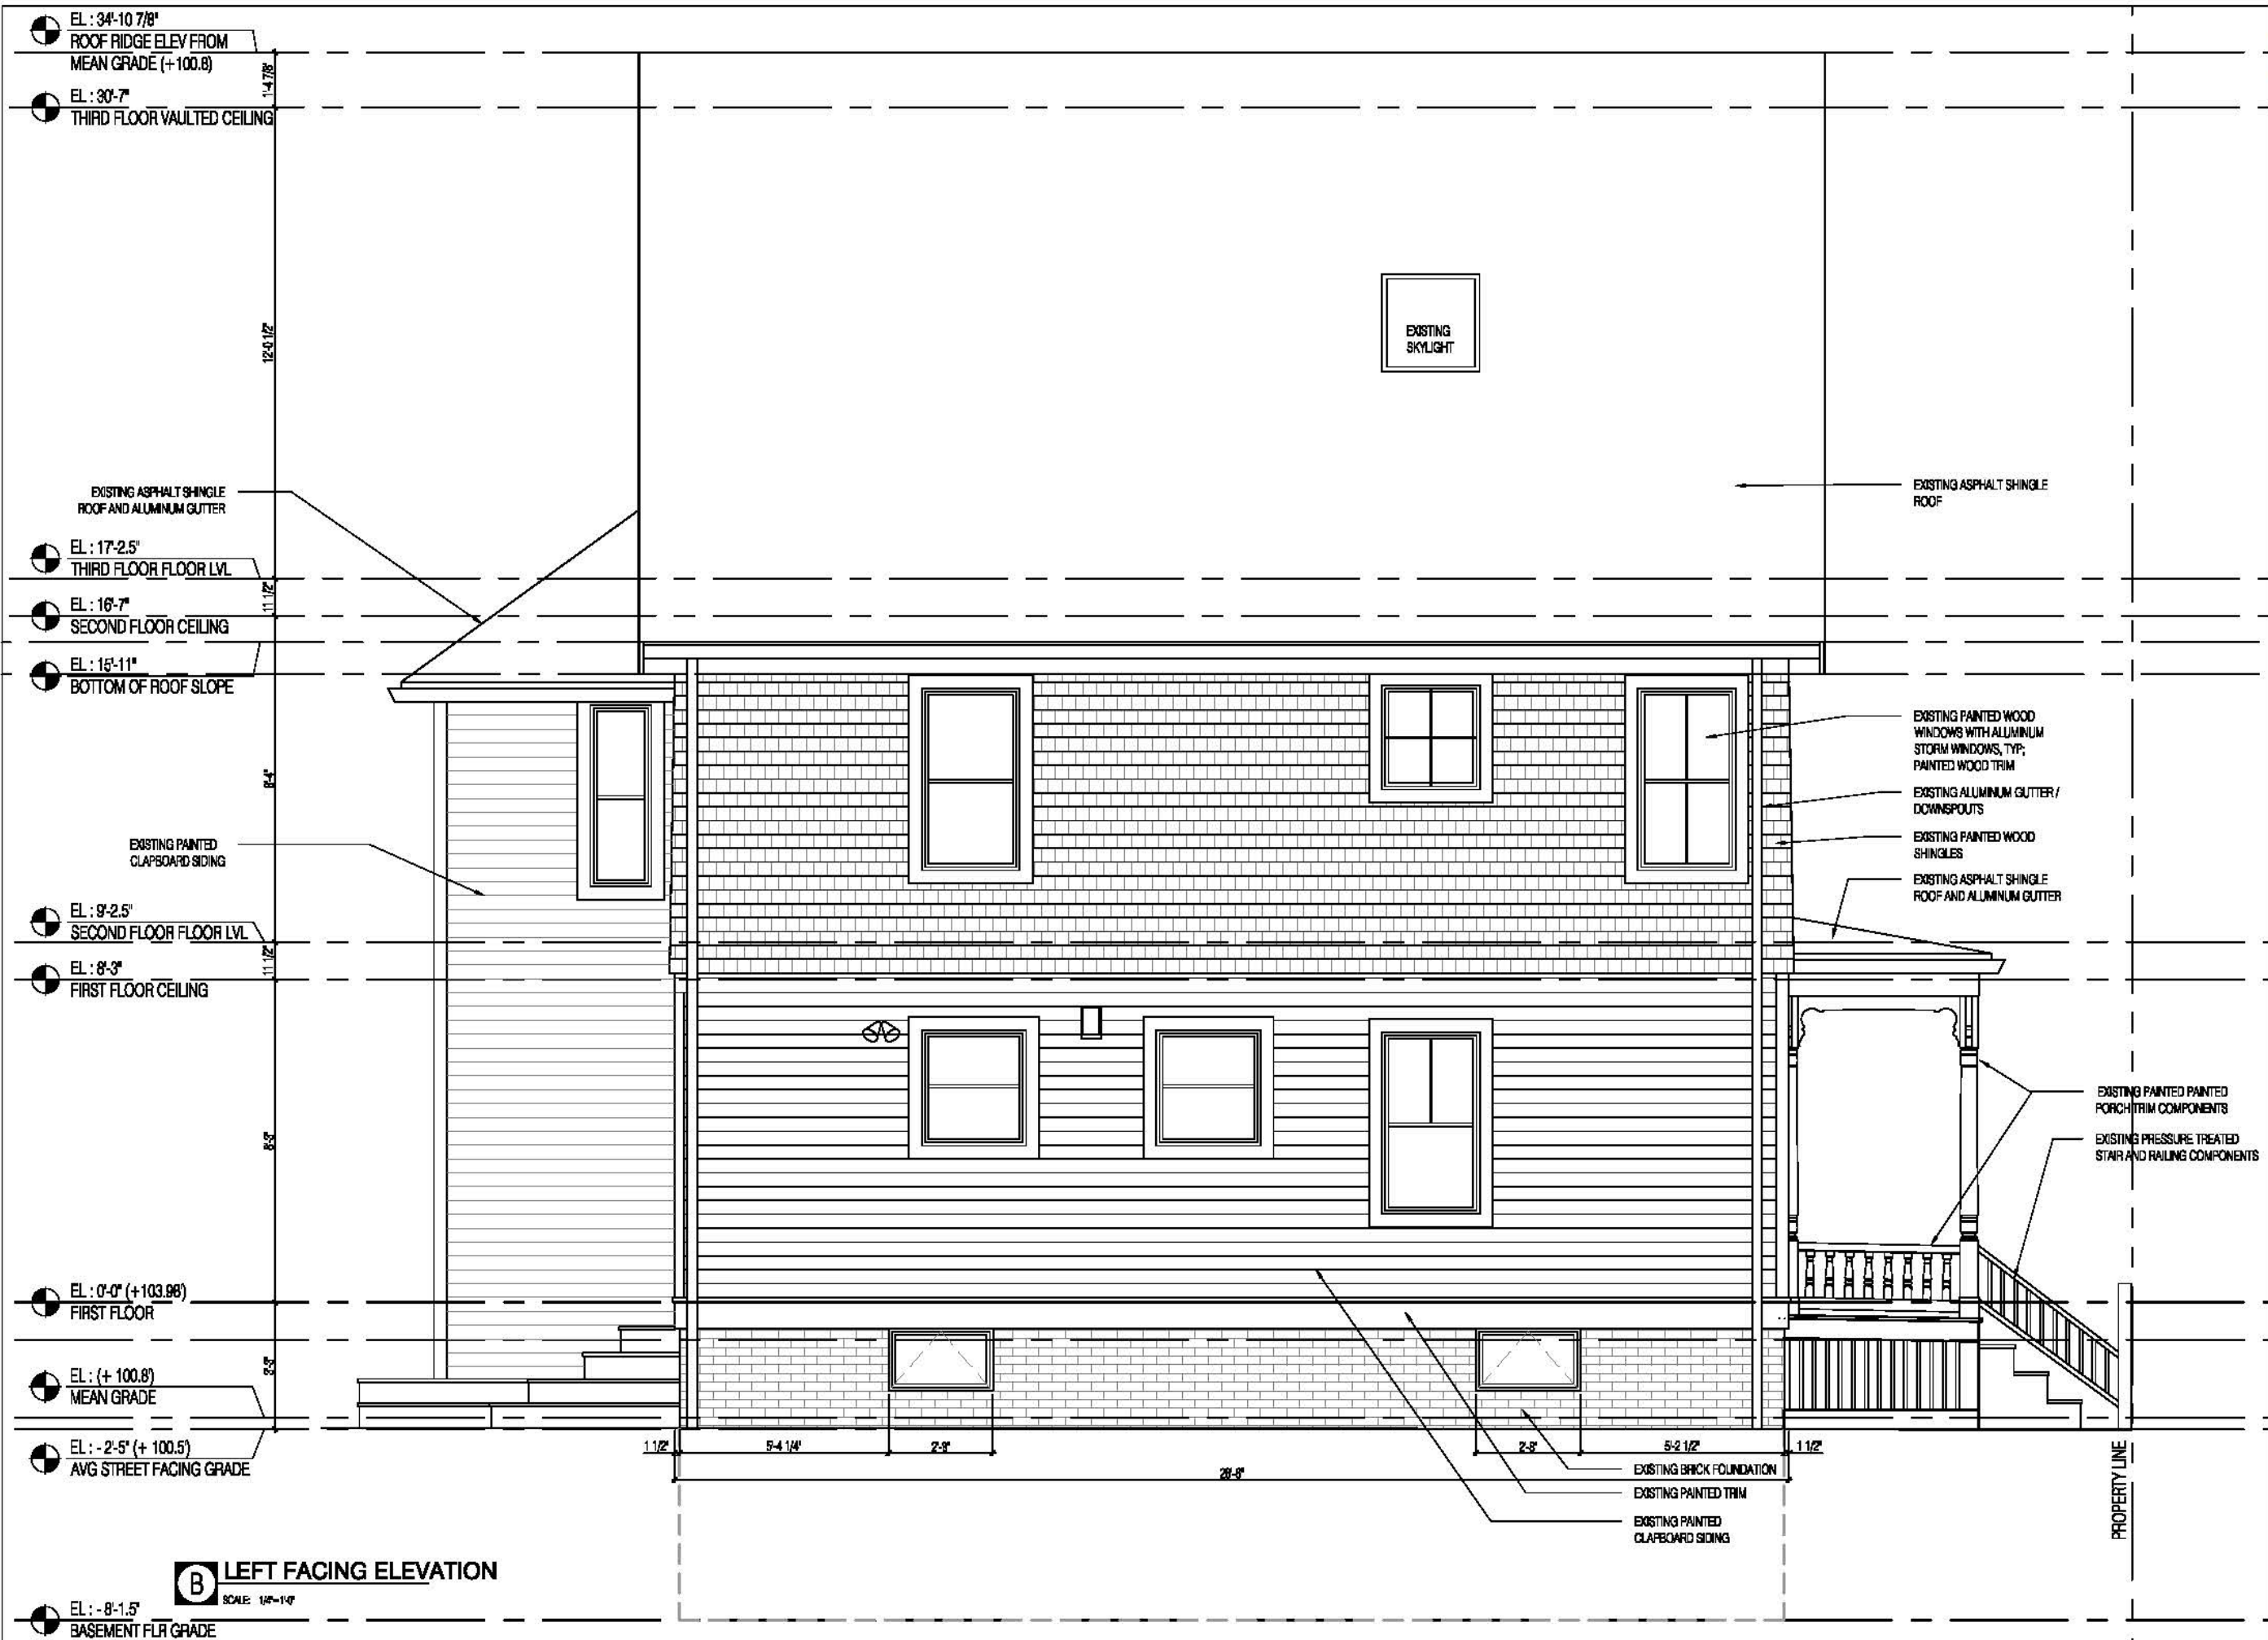 EL : 34'-10 7/8"
ROOF RIDGE ELEV FROM
MEAN GRADE (+100.8)
1'-4 7/8"
EL : 30'-7"
THIRD FLOOR VAULTED CEILING
12'-0 1/2"
EXISTING
SKYLIGHT
EXISTING ASPHALT SHINGLE
ROOF AND ALUMINUM GUTTER
EXISTING ASPHALT SHINGLE
ROOF
EL : 17'-2.5"
THIRD FLOOR FLOOR LVL
11 1/2"
EL : 16'-7"
SECOND FLOOR CEILING
EL : 15'-11"
BOTTOM OF ROOF SLOPE
EXISTING PAINTED WOOD
WINDOWS WITH ALUMINUM
STORM WINDOWS, TYP;
PAINTED WOOD TRIM
EXISTING ALUMINUM GUTTER /
DOWNSPOUTS
EXISTING PAINTED WOOD
SHINGLES
EXISTING ASPHALT SHINGLE
ROOF AND ALUMINUM GUTTER
EXISTING PAINTED
CLAPBOARD SIDING
EL : 9'-2.5"
SECOND FLOOR FLOOR LVL
11 1/2"
EL : 8'-3"
FIRST FLOOR CEILING
8'-3"
EXISTING PAINTED PAINTED
PORCH TRIM COMPONENTS
EXISTING PRESSURE TREATED
STAIR AND RAILING COMPONENTS
EL : 0'-0" (+103.98')
FIRST FLOOR
3'-3"
EL : (+ 100.8')
MEAN GRADE
EL : - 2'-5" (+ 100.5')
AVG STREET FACING GRADE
1 1/2"
5'-4 1/4"
2'-8"
5'-2 1/2"
1 1/2"
EXISTING BRICK FOUNDATION
EXISTING PAINTED TRIM
EXISTING PAINTED
CLAPBOARD SIDING
PROPERTY LINE
B LEFT FACING ELEVATION
SCALE: 1/4"=1'-0"
EL : - 8'-1.5"
BASEMENT FLR GRADE